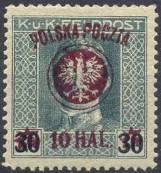 K.u.K. FELDPOST
POLSKA POCZTA
30 10 HAL. 30